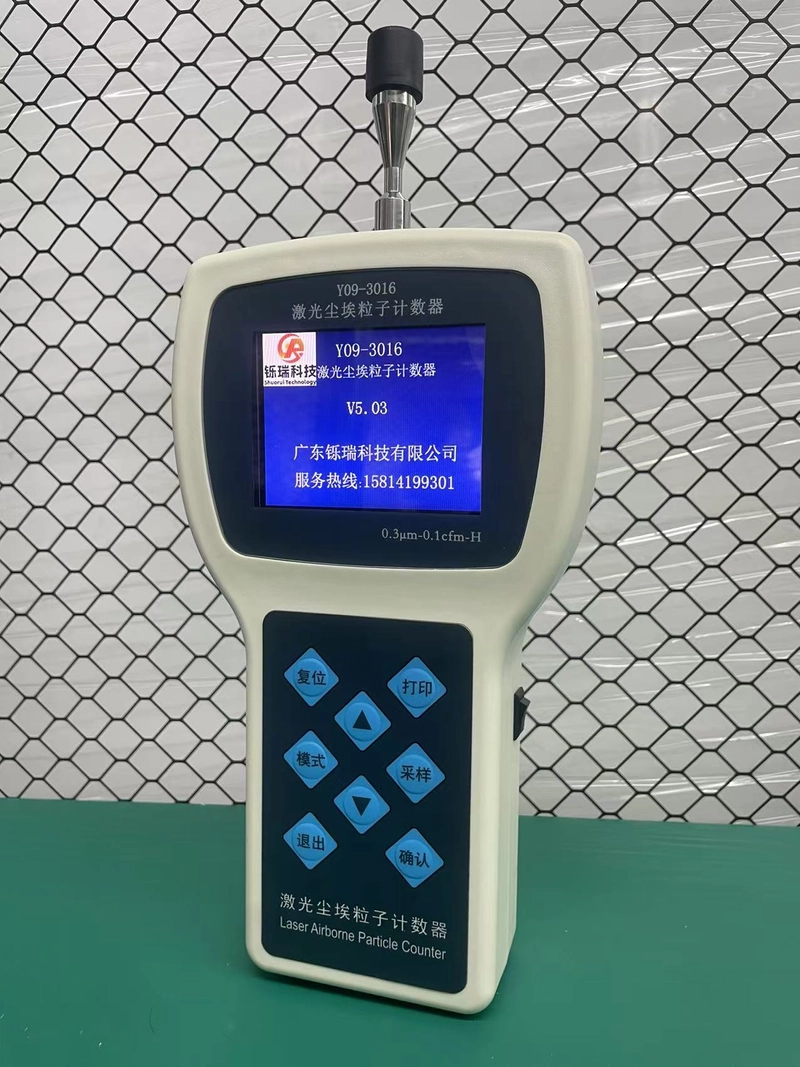 Y09-3016
激光尘埃粒子计数器
铄瑞科技
Shuorui Technology
Y09-3016
激光尘埃粒子计数器
V5.03
广东铄瑞科技有限公司
服务热线:15814199301
0.3μm-0.1cfm-H
复位
打印
▲
模式
采样
▼
退出
确认
激光尘埃粒子计数器
Laser Airborne Particle Counter